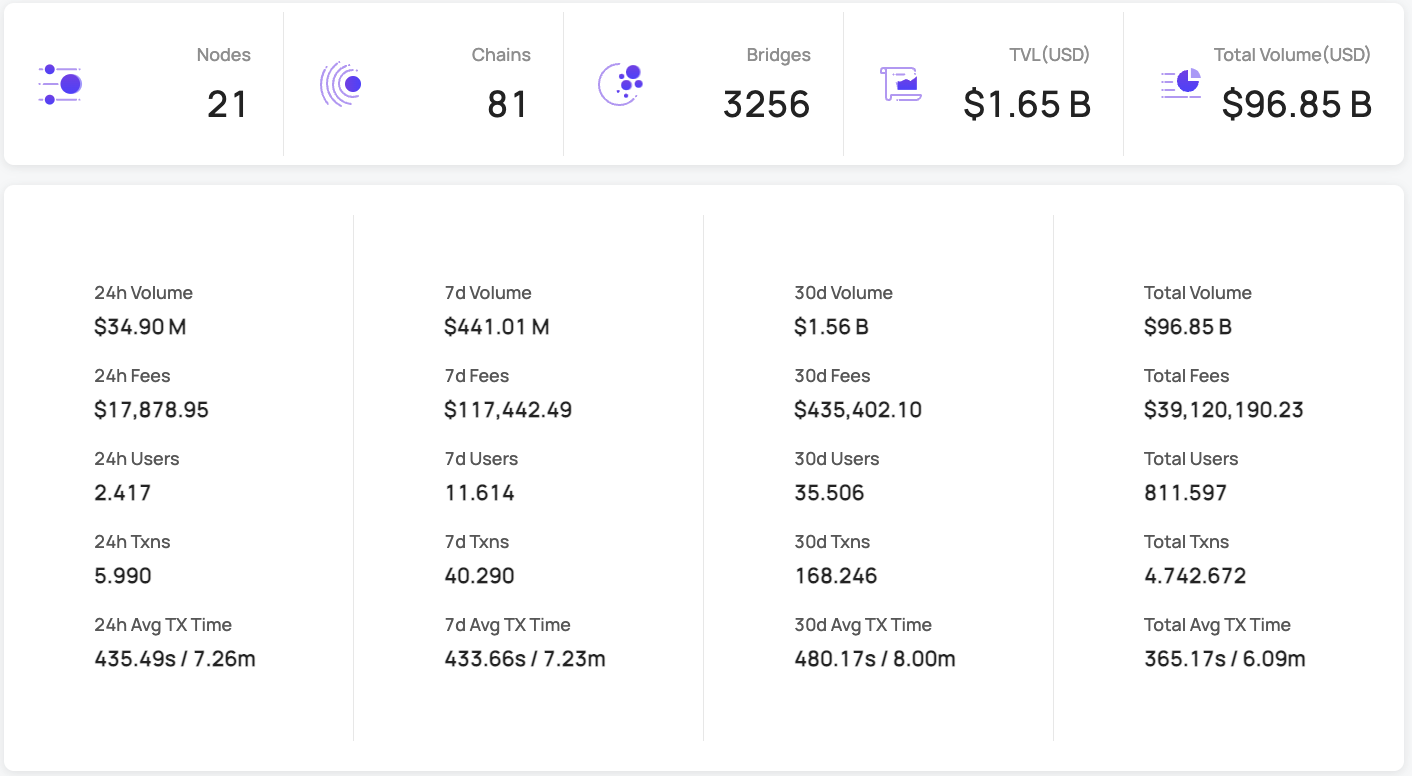 Nodes
21
Chains
81
Bridges
3256
TVL(USD)
$1.65 B
Total Volume(USD)
$96.85 B
24h Volume
$34.90 M
24h Fees
$17,878.95
24h Users
2.417
24h Txns
5.990
24h Avg TX Time
435.49s / 7.26m
7d Volume
$441.01 M
7d Fees
$117,442.49
7d Users
11.614
7d Txns
40.290
7d Avg TX Time
433.66s / 7.23m
30d Volume
$1.56 B
30d Fees
$435,402.10
30d Users
35.506
30d Txns
168.246
30d Avg TX Time
480.17s / 8.00m
Total Volume
$96.85 B
Total Fees
$39,120,190.23
Total Users
811.597
Total Txns
4.742.672
Total Avg TX Time
365.17s / 6.09m